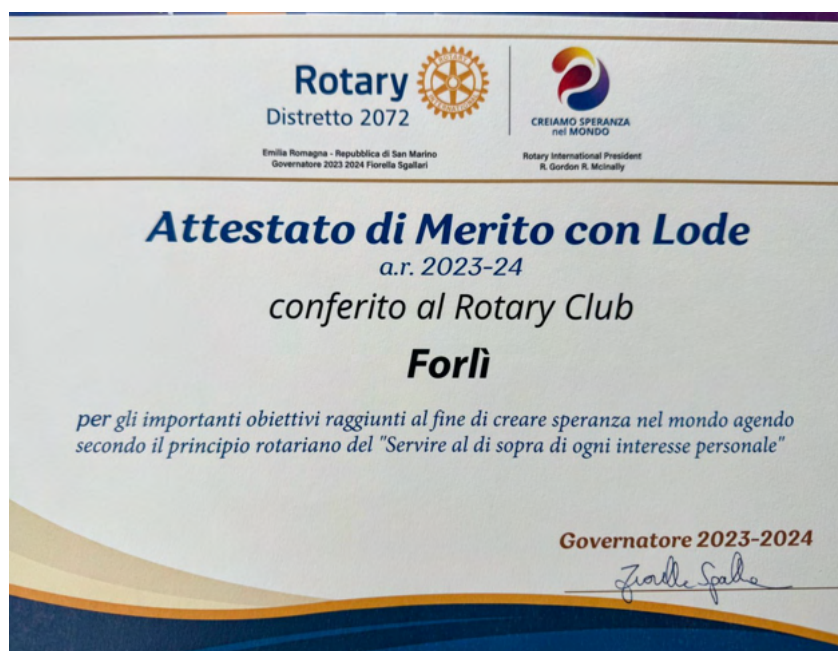 Rotary
Distretto 2072
ROTARY
INTERNATIONAL
Emilia Romagna - Repubblica di San Marino
Governatore 2023 2024 Fiorella Sgallari
CREIAMO SPERANZA
nel MONDO
Rotary International President
R. Gordon R. McInally
Attestato di Merito con Lode
a.r. 2023-24
conferito al Rotary Club
Forlì
per gli importanti obiettivi raggiunti al fine di creare speranza nel mondo agendo
secondo il principio rotariano del "Servire al di sopra di ogni interesse personale"
Governatore 2023-2024